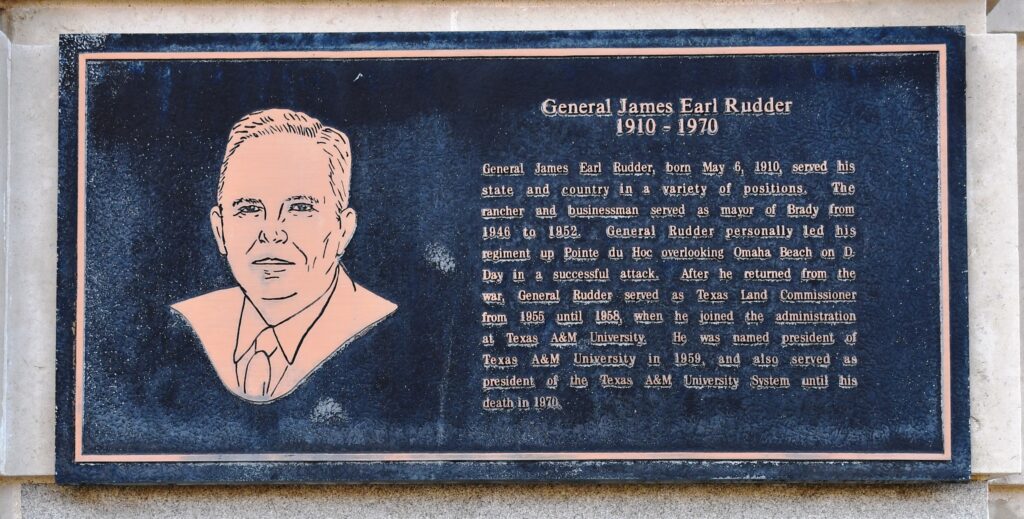 General James Earl Rudder
1910 - 1970
General James Earl Rudder, born May 6, 1910, served his
state and country in a variety of positions. The
rancher and businessman served as mayor of Brady from
1946 to 1952. General Rudder personally led his
regiment up Pointe du Hoc overlooking Omaha Beach on D-
Day in a successful attack. After he returned from the
war, General Rudder served as Texas Land Commissioner
from 1955 until 1958, when he joined the administration
at Texas A&M University. He was named president of
Texas A&M University in 1959, and also served as
president of the Texas A&M University System until his
death in 1970.